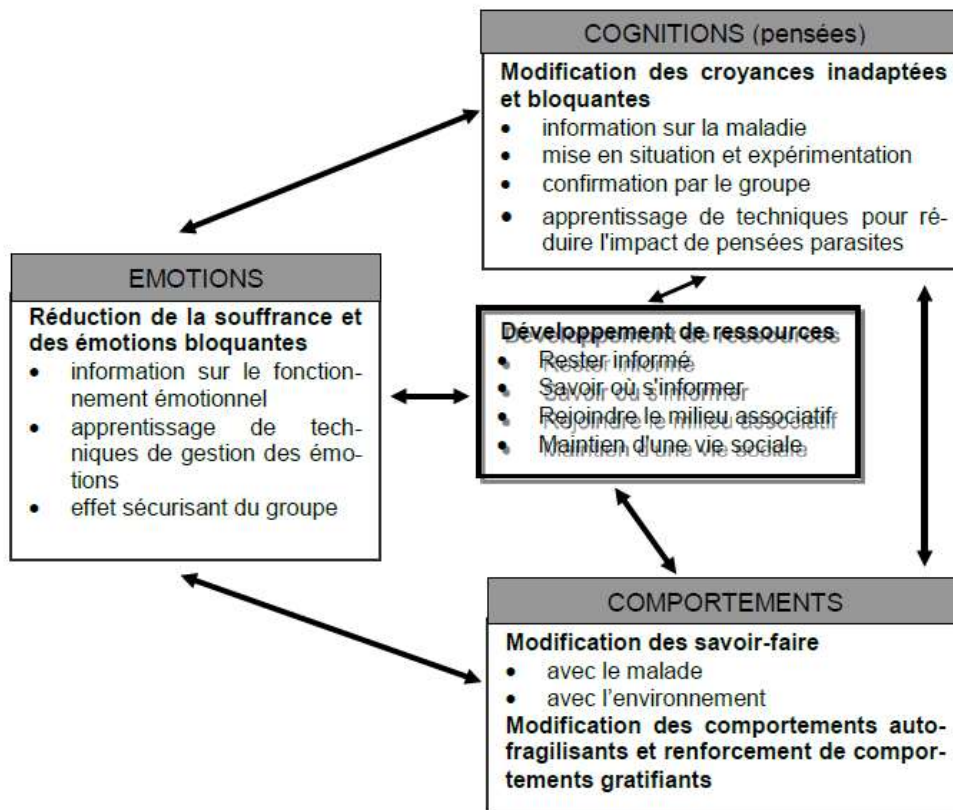 COGNITIONS (pensées)
Modification des croyances inadaptées
et bloquantes
• information sur la maladie
• mise en situation et expérimentation
• confirmation par le groupe
• apprentissage de techniques pour ré-
duire l'impact de pensées parasites
EMOTIONS
Réduction de la souffrance et
des émotions bloquantes
• information sur le fonction-
nement émotionnel
• apprentissage de tech-
niques de gestion des émo-
tions
• effet sécurisant du groupe
Développement de ressources
• Rester informé
• Savoir où s'informer
• Rejoindre le milieu associatif
• Maintien d'une vie sociale
COMPORTEMENTS
Modification des savoir-faire
• avec le malade
• avec l'environnement
Modification des comportements auto-
fragilisants et renforcement de compor-
tements gratifiants